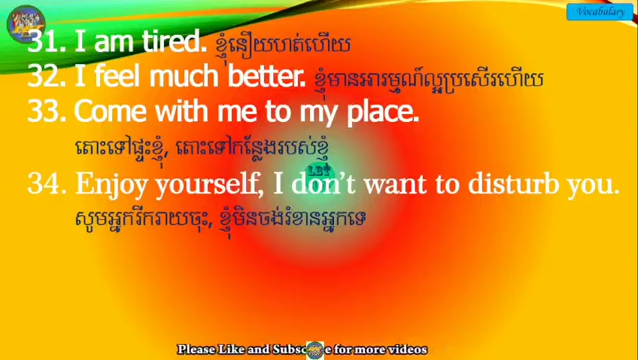 Vocabulary
31. I am tired. ខ្ញុំនឿយហត់ហើយ
32. I feel much better. ខ្ញុំមានអារម្មណ៍ល្អប្រសើរហើយ
33. Come with me to my place.
តោះទៅផ្ទះខ្ញុំ, តោះទៅកន្លែងរបស់ខ្ញុំ
LBT
34. Enjoy yourself, I don't want to disturb you.
សូមអ្នករីករាយចុះ, ខ្ញុំមិនចង់រំខានអ្នកទេ
Please Like and Subsc e for more videos